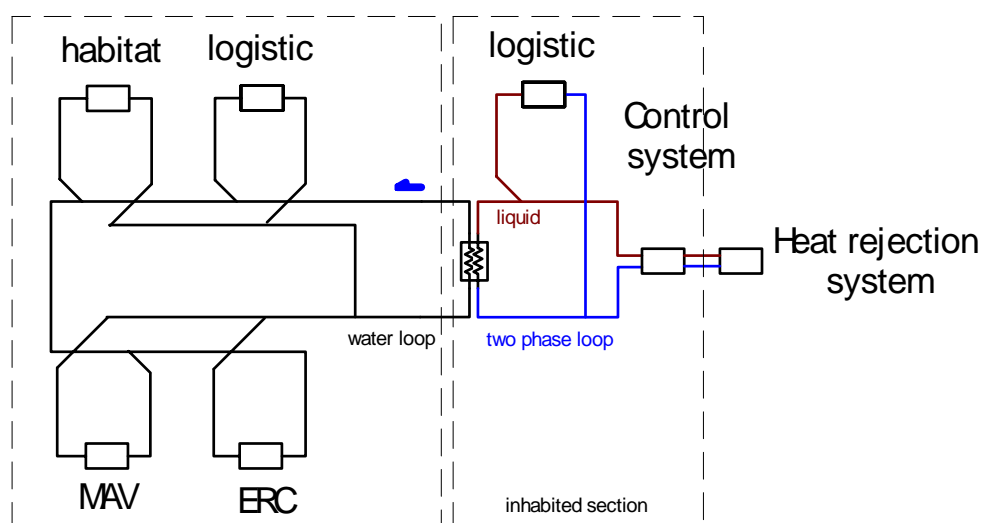 habitat
logistic
logistic
Control
system
liquid
Heat rejection
system
water loop
two phase loop
MAV
ERC
inhabited section